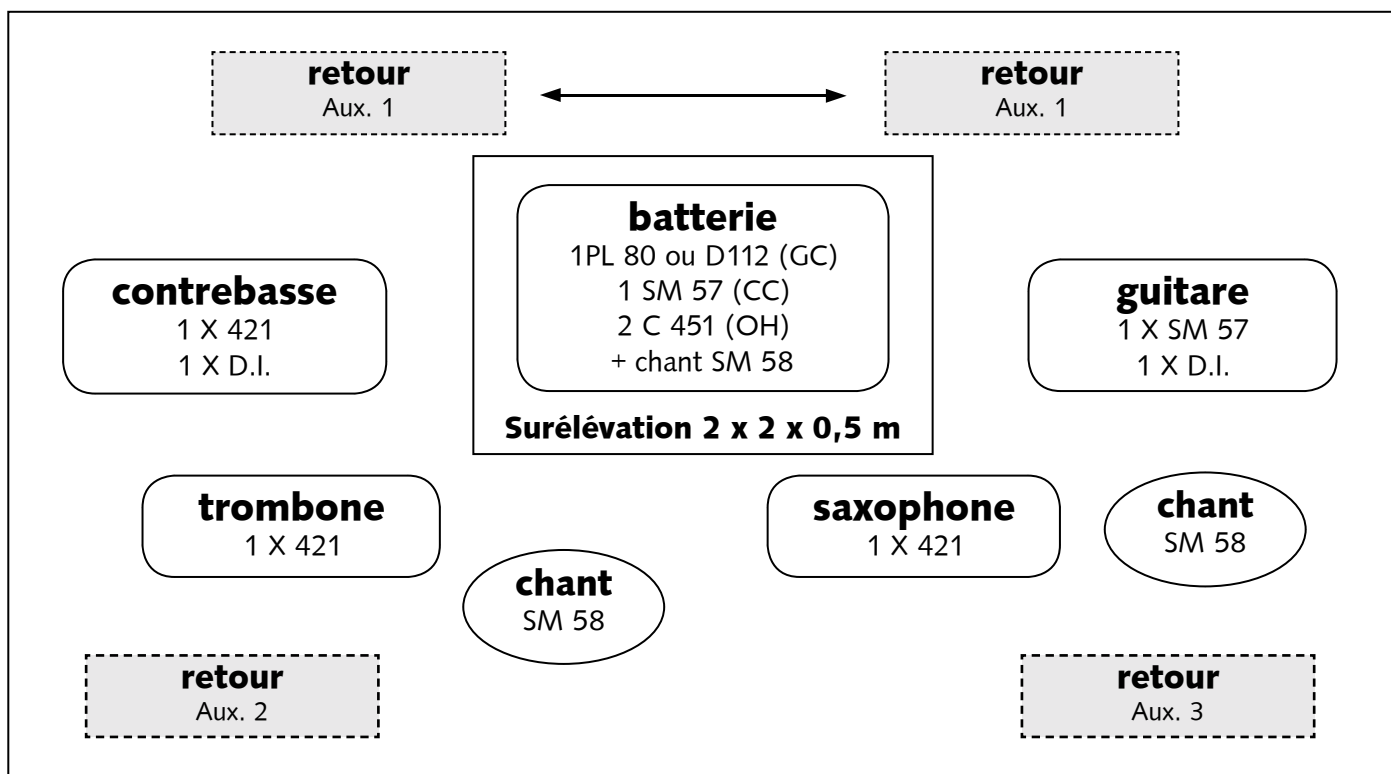 retour
Aux. 1
retour
Aux. 1
batterie
1PL 80 ou D112 (GC)
1 SM 57 (CC)
2 C 451 (OH)
+ chant SM 58
Surélévation 2 x 2 x 0,5 m
contrebasse
1 X 421
1 X D.I.
guitare
1 X SM 57
1 X D.I.
trombone
1 X 421
chant
SM 58
saxophone
1 X 421
chant
SM 58
retour
Aux. 2
retour
Aux. 3